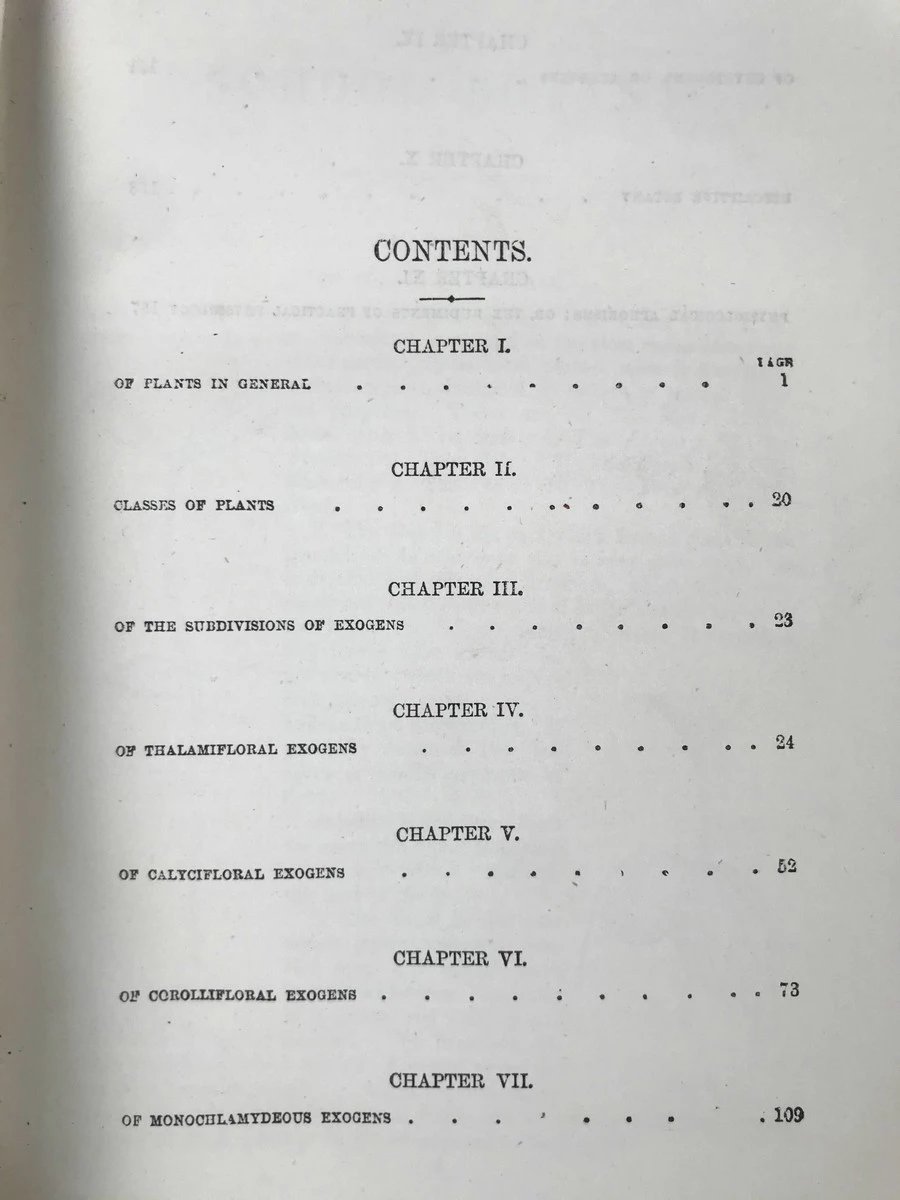 CONTENTS.
CHAPTER I.
PAGE
OF PLANTS IN GENERAL . . . . . . . . . 1
CHAPTER II.
CLASSES OF PLANTS . . . . . . . . . . . 20
CHAPTER III.
OF THE SUBDIVISIONS OF EXOGENS . . . . . . . . 23
CHAPTER IV.
OF THALAMIFLORAL EXOGENS . . . . . . . . . 24
CHAPTER V.
OF CALYCIFLORAL EXOGENS . . . . . . . . . 52
CHAPTER VI.
OF COROLLIFLORAL EXOGENS . . . . . . . . . . 73
CHAPTER VII.
OF MONOCHLAMYDEOUS EXOGENS . . . . . . . . 109